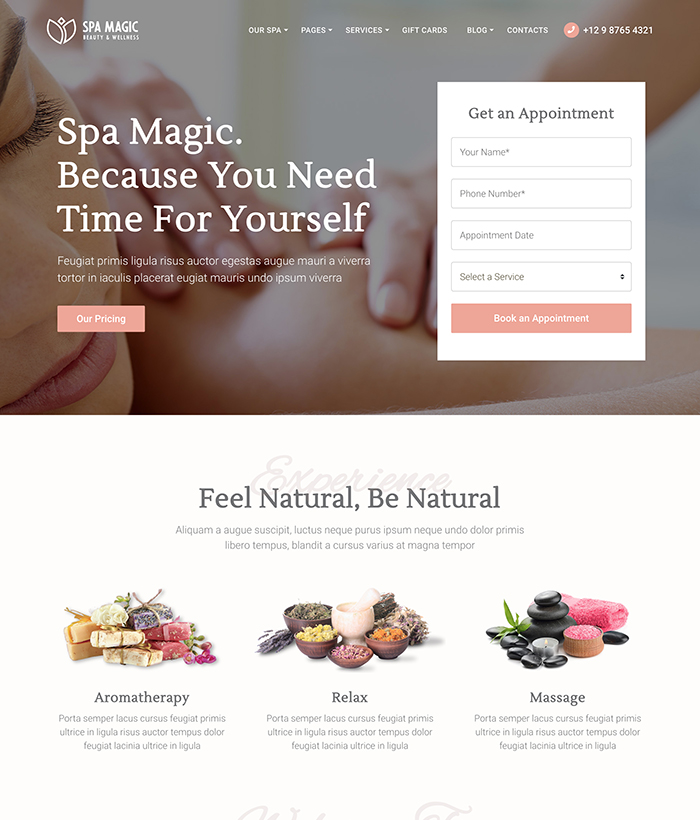 SPA MAGIC
BEAUTY & WELLNESS
OUR SPA PAGES SERVICES GIFT CARDS BLOG CONTACTS +12 9 8765 4321
Spa Magic.
Because You Need
Time For Yourself
Feugiat primis ligula risus auctor egestas augue mauri a viverra
tortor in iaculis placerat eugiat mauris undo ipsum viverra
Our Pricing
Get an Appointment
Your Name*
Phone Number*
Appointment Date
Select a Service
Book an Appointment
Experience
Feel Natural, Be Natural
Aliquam a augue suscipit, luctus neque purus ipsum neque undo dolor primis
libero tempus, blandit a cursus varius at magna tempor
Aromatherapy
Porta semper lacus cursus feugiat primis
ultrice in ligula risus auctor tempus dolor
feugiat lacinia ultrice in ligula
Relax
Porta semper lacus cursus feugiat primis
ultrice in ligula risus auctor tempus dolor
feugiat lacinia ultrice in ligula
Massage
Porta semper lacus cursus feugiat primis
ultrice in ligula risus auctor tempus dolor
feugiat lacinia ultrice in ligula